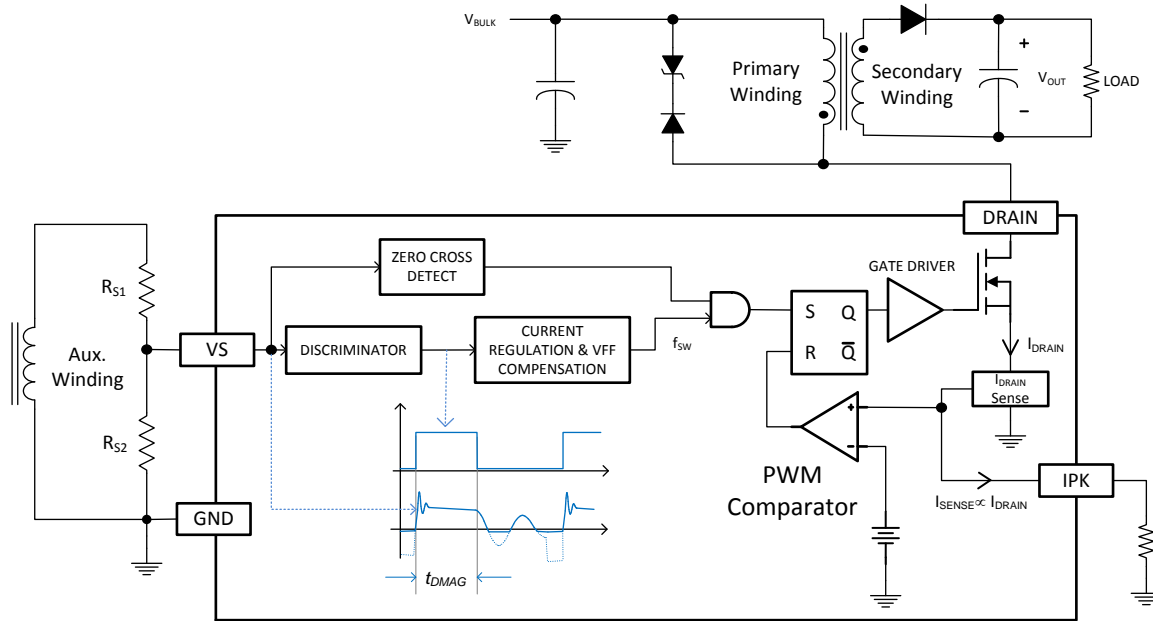 VBULK
Primary
Winding
Secondary
Winding
+
VOUT
−
LOAD
DRAIN
ZERO CROSS
DETECT
GATE DRIVER
RS1
VS
DISCRIMINATOR
CURRENT
REGULATION & VFF
COMPENSATION
fSW
S Q
R Q̅
IDRAIN
IDRAIN
Sense
Aux.
Winding
RS2
+
−
PWM
Comparator
IPK
ISENSE∝ IDRAIN
GND
tDMAG